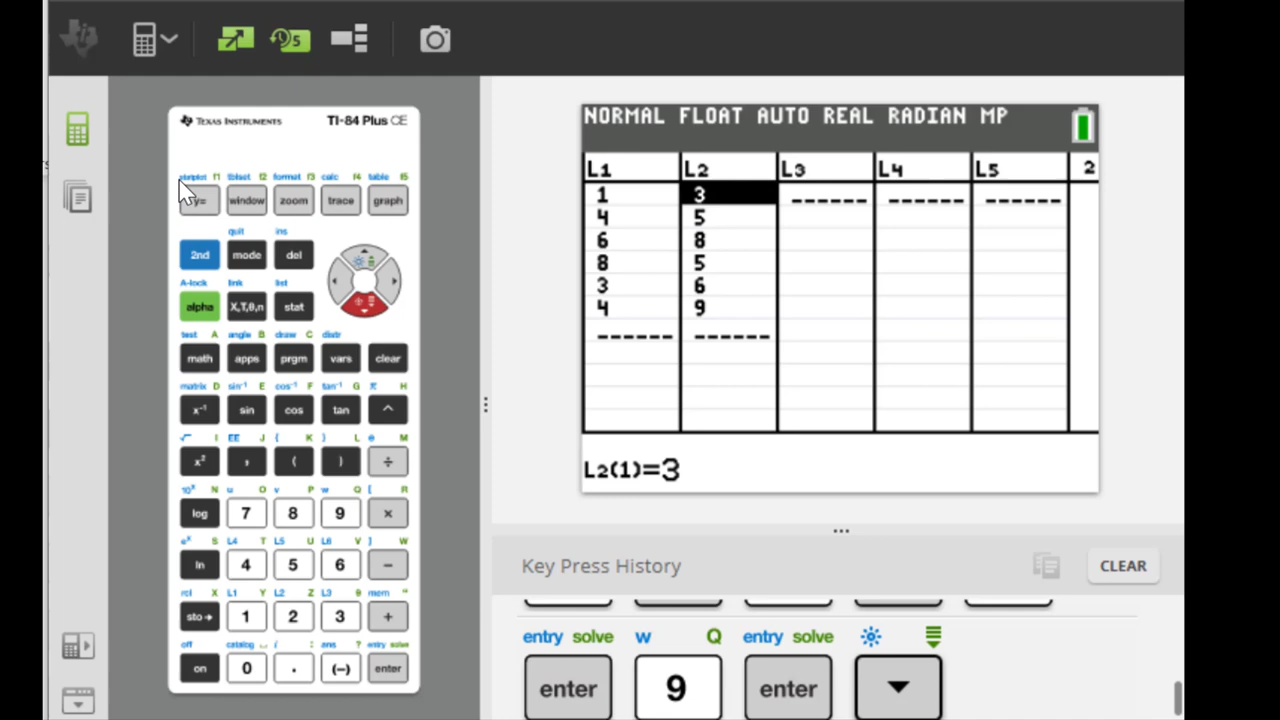 5
TEXAS INSTRUMENTS TI-84 Plus CE
statplot f1 tblset f2 format f3 calc f4 table f5
y= window zoom trace graph
quit ins
2nd mode del
A-lock link list
alpha X,T,θ,n stat
test A angle B draw C distr
math apps prgm vars clear
matrix D sin⁻¹ E cos⁻¹ F tan⁻¹ G π H
x⁻¹ sin cos tan ^
√ I EE J { K } L e M
x² , ( ) ÷
10ˣ N u O v P w Q [ R
log 7 8 9 ×
eˣ S L4 T L5 U L6 V ] W
ln 4 5 6 −
rcl X L1 Y L2 Z L3 θ mem "
sto→ 1 2 3 +
off catalog i : ans ? entry solve
on 0 . (−) enter
NORMAL FLOAT AUTO REAL RADIAN MP
L1 L2 L3 L4 L5 2
1 3 ------ ------ ------
4 5
6 8
8 5
3 6
4 9
------ ------
L2(1)=3
Key Press History CLEAR
entry solve w Q entry solve
enter 9 enter